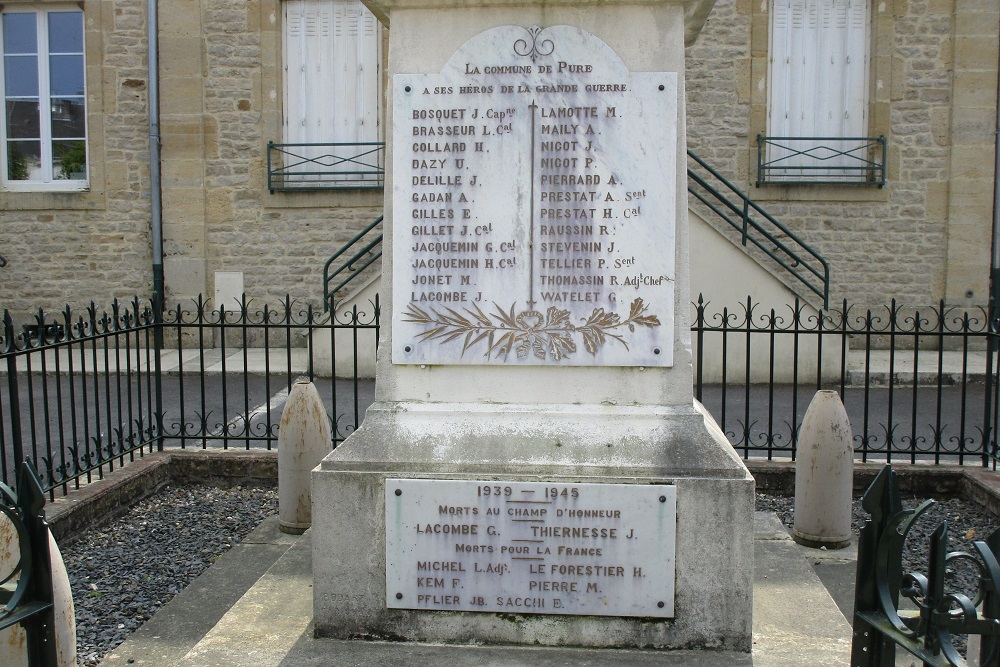 La commune de Pure
a ses héros de la grande guerre.
BOSQUET J. Capne
BRASSEUR L. Cal
COLLARD H.
DAZY U.
DELILLE J.
GADAN A.
GILLES E.
GILLET J. Cal
JACQUEMIN G. Cal
JACQUEMIN H. Cal
JONET M.
LACOMBE J.
LAMOTTE M.
MAILY A.
NICOT J.
NICOT P.
PIERRARD A.
PRESTAT A. Sent
PRESTAT H. Cal
RAUSSIN R.
STEVENIN J.
TELLIER P. Sent
THOMASSIN R. Adjt Chef
WATELET G.
1939 – 1945
Morts au champ d'honneur
LACOMBE G. THIERNESSE J.
Morts pour la France
MICHEL L. Adj. LE FORESTIER H.
KEM F. PIERRE M.
PFLIER J.B. SACCHI E.